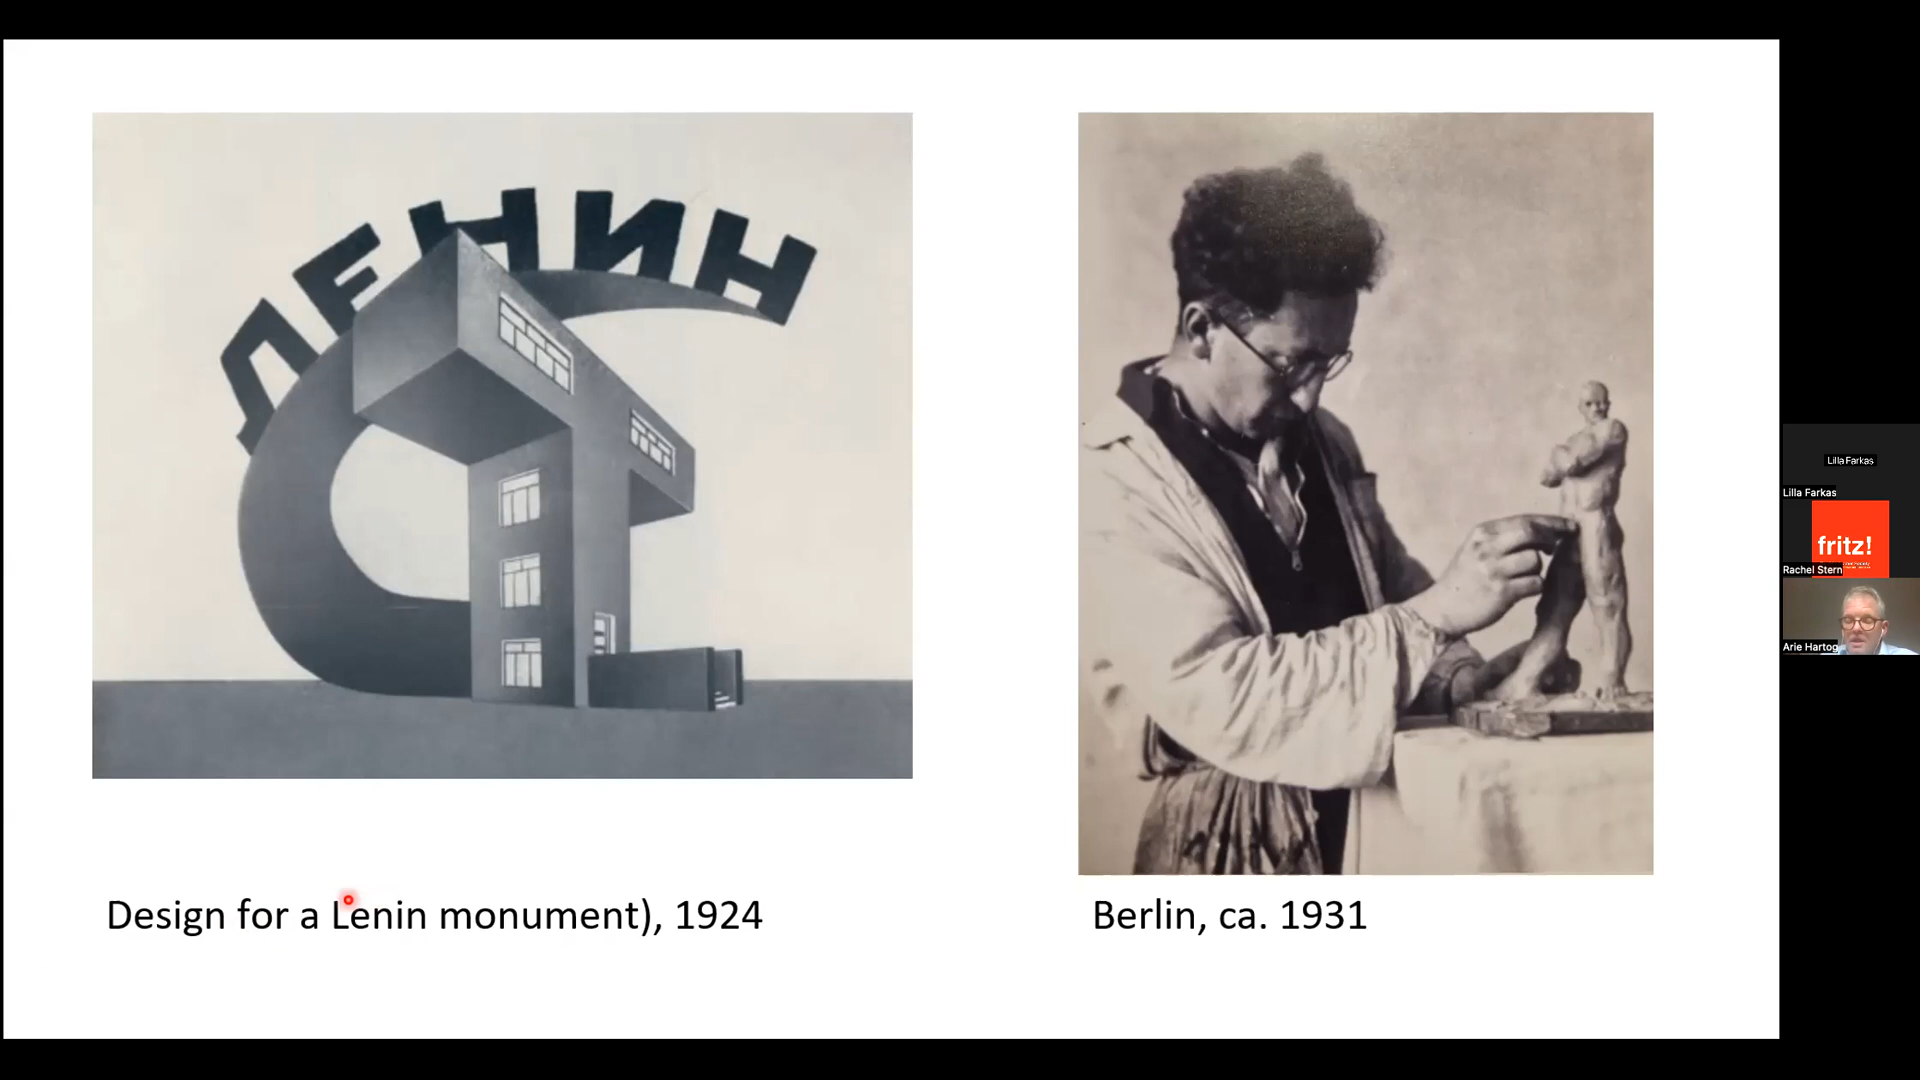 ЛЕНИН
Design for a Lenin monument), 1924
Berlin, ca. 1931
Lilla Farkas
Lilla Farkas
fritz!
Rachel Stern
Arie Hartog